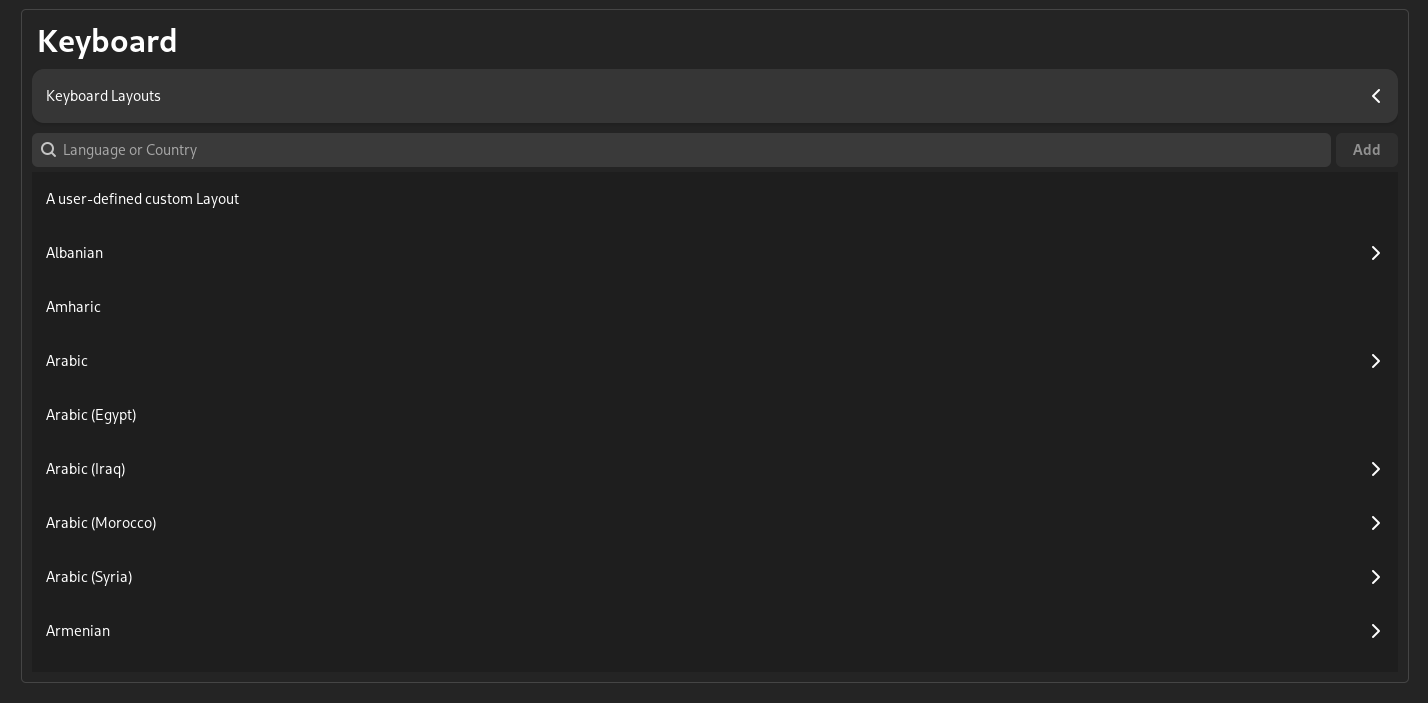 Keyboard
Keyboard Layouts
Language or Country
Add
A user-defined custom Layout
Albanian
Amharic
Arabic
Arabic (Egypt)
Arabic (Iraq)
Arabic (Morocco)
Arabic (Syria)
Armenian